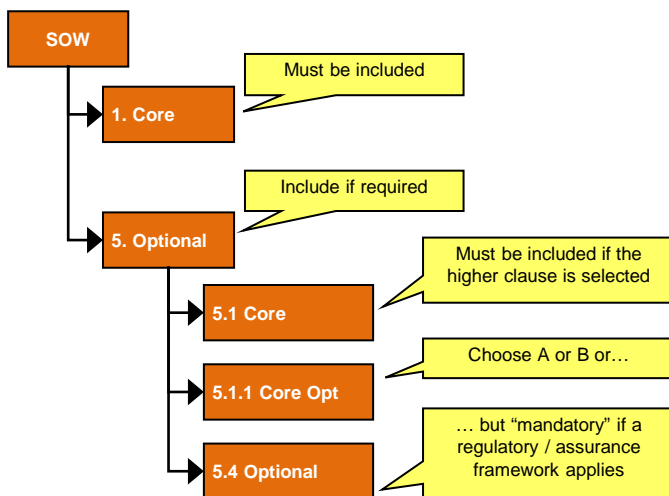 SOW
Must be included
1. Core
Include if required
5. Optional
Must be included if the
higher clause is selected
5.1 Core
Choose A or B or…
5.1.1 Core Opt
… but “mandatory” if a
regulatory / assurance
framework applies
5.4 Optional